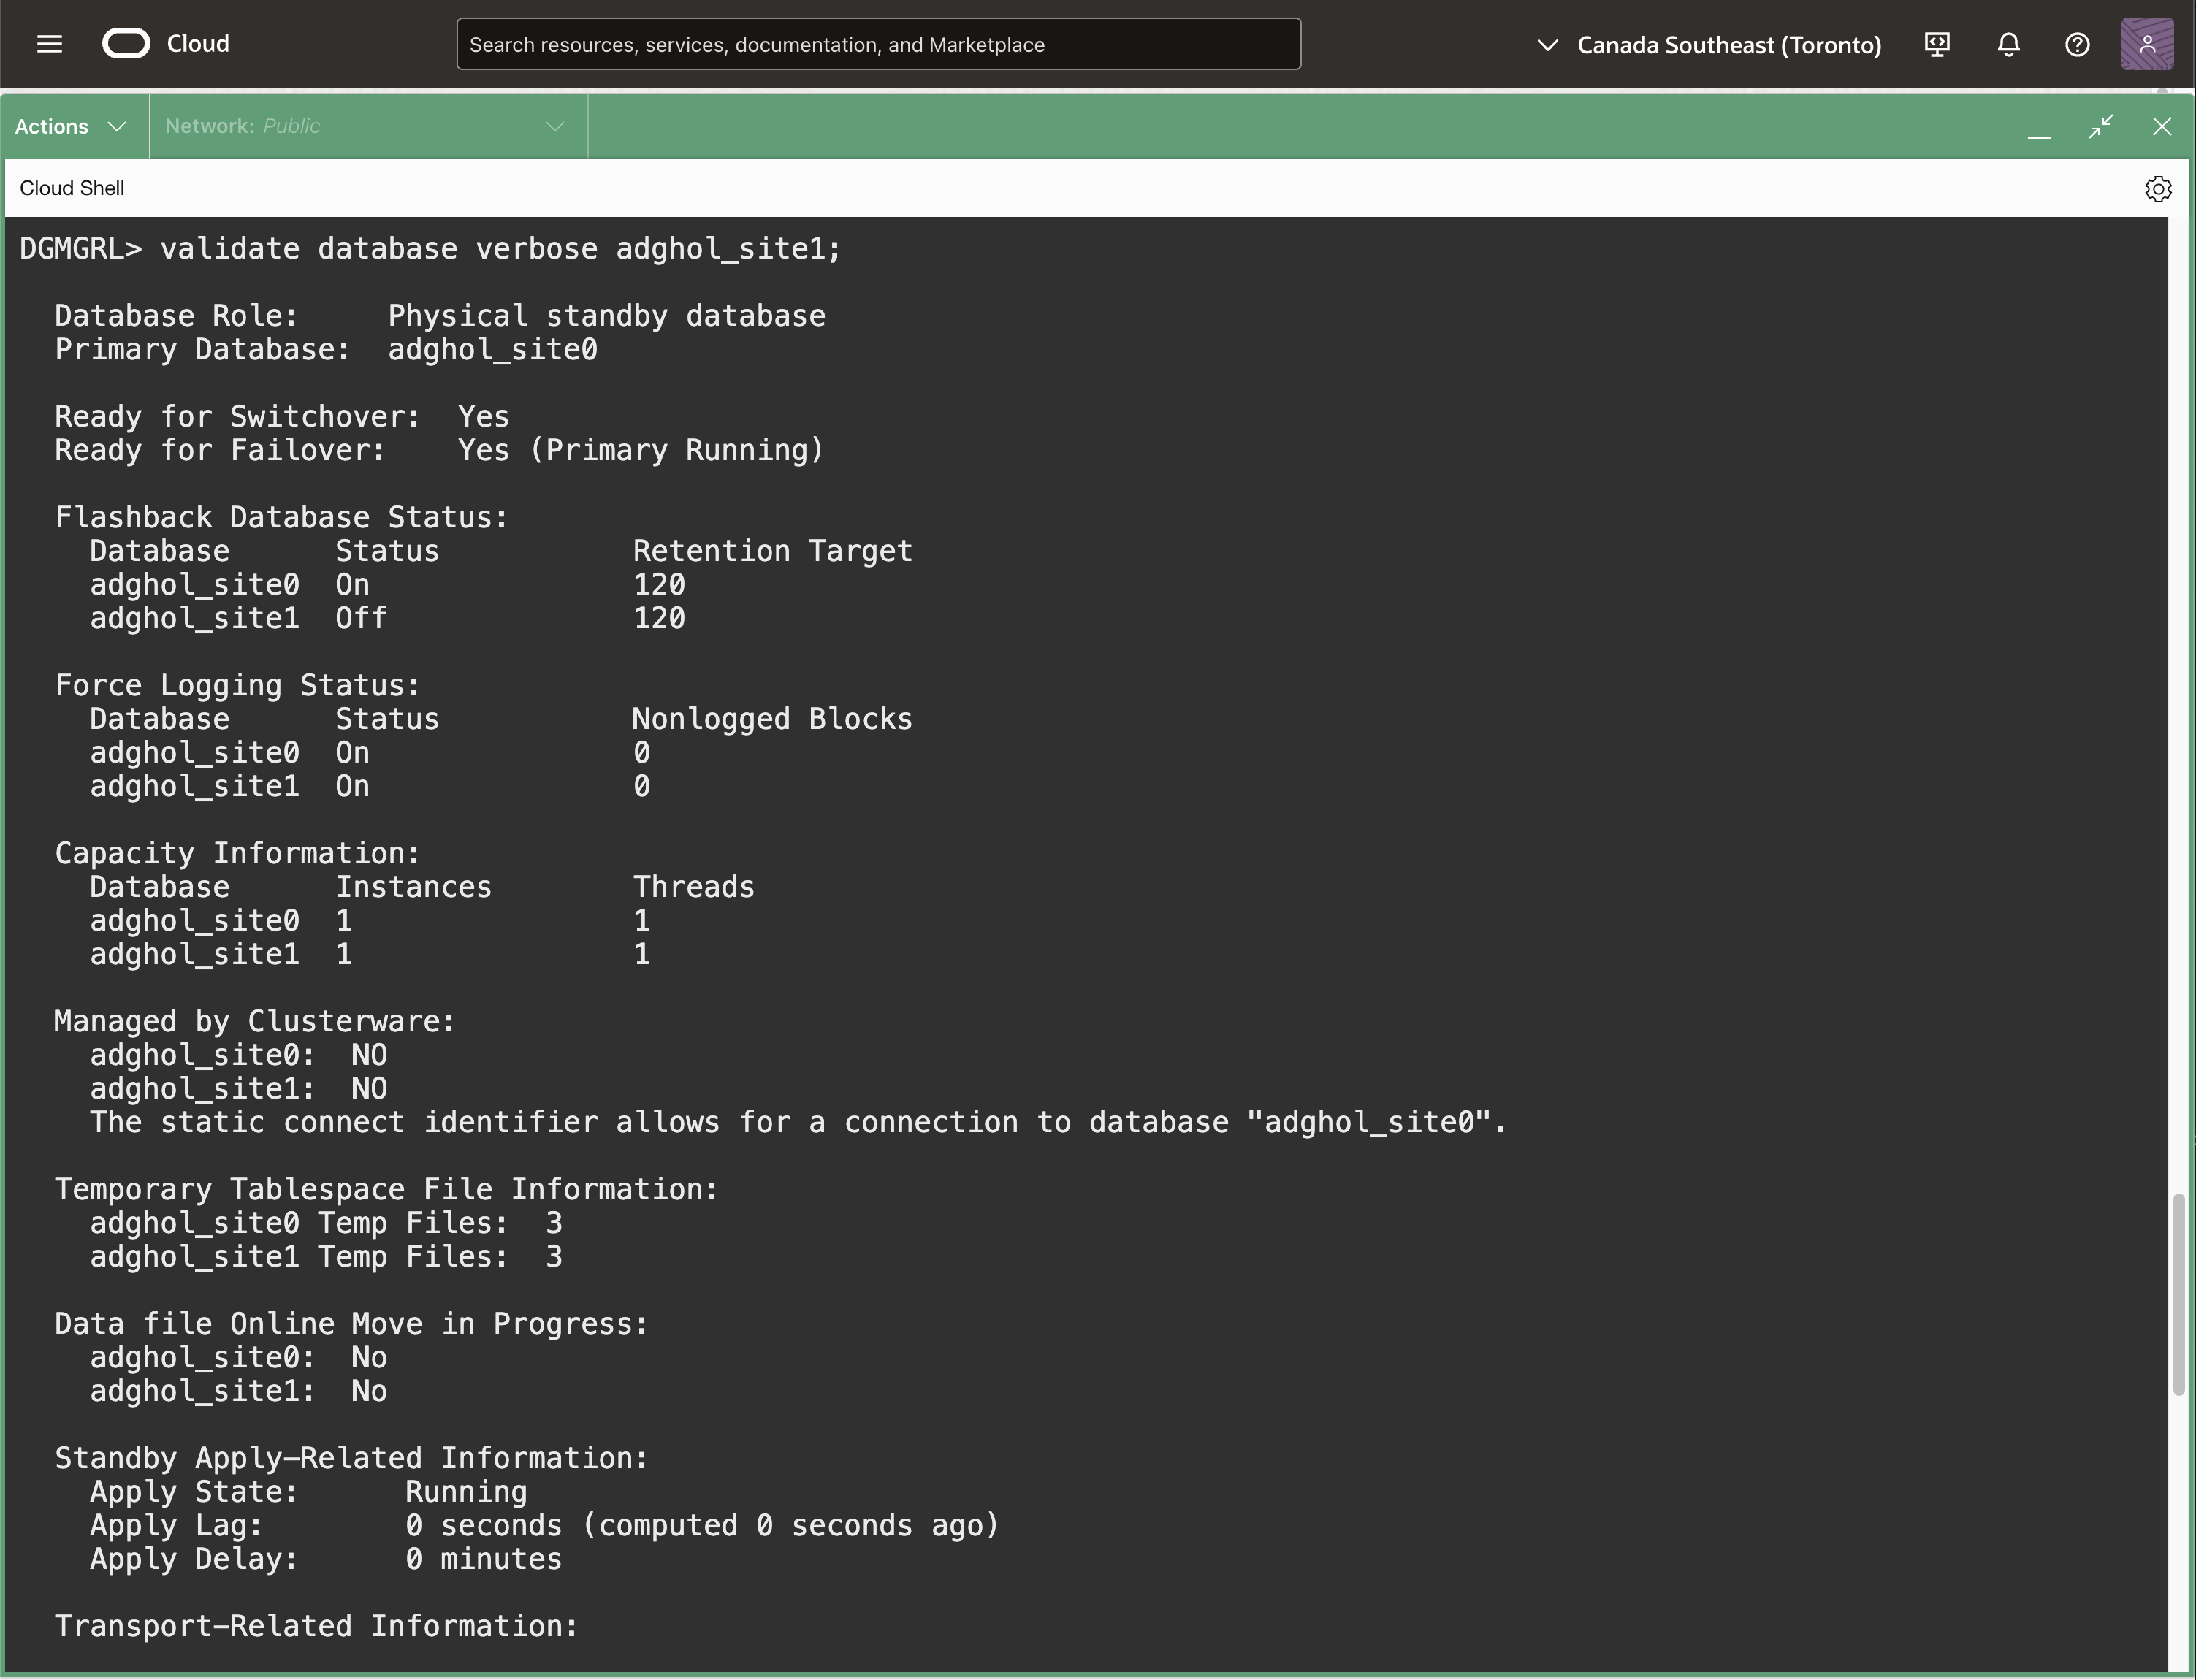 Cloud
Search resources, services, documentation, and Marketplace
Canada Southeast (Toronto)
Actions
Network: Public
Cloud Shell
DGMGRL> validate database verbose adghol_site1;
Database Role:     Physical standby database
Primary Database:  adghol_site0
Ready for Switchover:  Yes
Ready for Failover:    Yes (Primary Running)
Flashback Database Status:
Database      Status           Retention Target
adghol_site0  On               120
adghol_site1  Off              120
Force Logging Status:
Database      Status           Nonlogged Blocks
adghol_site0  On               0
adghol_site1  On               0
Capacity Information:
Database      Instances        Threads
adghol_site0  1                1
adghol_site1  1                1
Managed by Clusterware:
adghol_site0:  NO
adghol_site1:  NO
The static connect identifier allows for a connection to database "adghol_site0".
Temporary Tablespace File Information:
adghol_site0 Temp Files:  3
adghol_site1 Temp Files:  3
Data file Online Move in Progress:
adghol_site0:  No
adghol_site1:  No
Standby Apply-Related Information:
Apply State:      Running
Apply Lag:        0 seconds (computed 0 seconds ago)
Apply Delay:      0 minutes
Transport-Related Information: